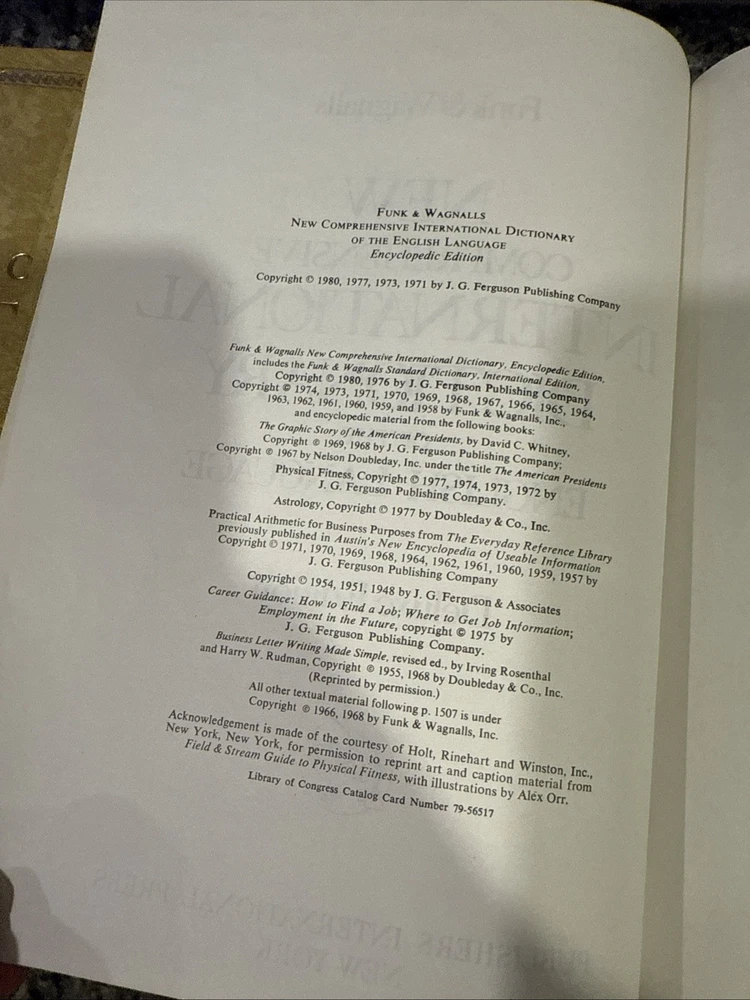 FUNK & WAGNALLS
NEW COMPREHENSIVE INTERNATIONAL DICTIONARY
OF THE ENGLISH LANGUAGE
Encyclopedic Edition
Copyright © 1980, 1977, 1973, 1971 by J. G. Ferguson Publishing Company
Funk & Wagnalls New Comprehensive International Dictionary, Encyclopedic Edition,
includes the Funk & Wagnalls Standard Dictionary, International Edition,
Copyright © 1980, 1976 by J. G. Ferguson Publishing Company
Copyright © 1974, 1973, 1971, 1970, 1969, 1968, 1967, 1966, 1965, 1964,
1963, 1962, 1961, 1960, 1959, and 1958 by Funk & Wagnalls, Inc.,
and encyclopedic material from the following books:
The Graphic Story of the American Presidents, by David C. Whitney,
Copyright © 1969, 1968 by J. G. Ferguson Publishing Company;
Copyright © 1967 by Nelson Doubleday, Inc. under the title The American Presidents
Physical Fitness, Copyright © 1977, 1974, 1973, 1972 by
J. G. Ferguson Publishing Company.
Astrology, Copyright © 1977 by Doubleday & Co., Inc.
Practical Arithmetic for Business Purposes from The Everyday Reference Library
previously published in Austin's New Encyclopedia of Useable Information
Copyright © 1971, 1970, 1969, 1968, 1964, 1962, 1961, 1960, 1959, 1957 by
J. G. Ferguson Publishing Company
Copyright © 1954, 1951, 1948 by J. G. Ferguson & Associates
Career Guidance: How to Find a Job; Where to Get Job Information;
Employment in the Future, copyright © 1975 by
J. G. Ferguson Publishing Company.
Business Letter Writing Made Simple, revised ed., by Irving Rosenthal
and Harry W. Rudman, Copyright © 1955, 1968 by Doubleday & Co., Inc.
(Reprinted by permission.)
All other textual material following p. 1507 is under
Copyright © 1966, 1968 by Funk & Wagnalls, Inc.
Acknowledgement is made of the courtesy of Holt, Rinehart and Winston, Inc.,
New York, New York, for permission to reprint art and caption material from
Field & Stream Guide to Physical Fitness, with illustrations by Alex Orr.
Library of Congress Catalog Card Number 79-56517